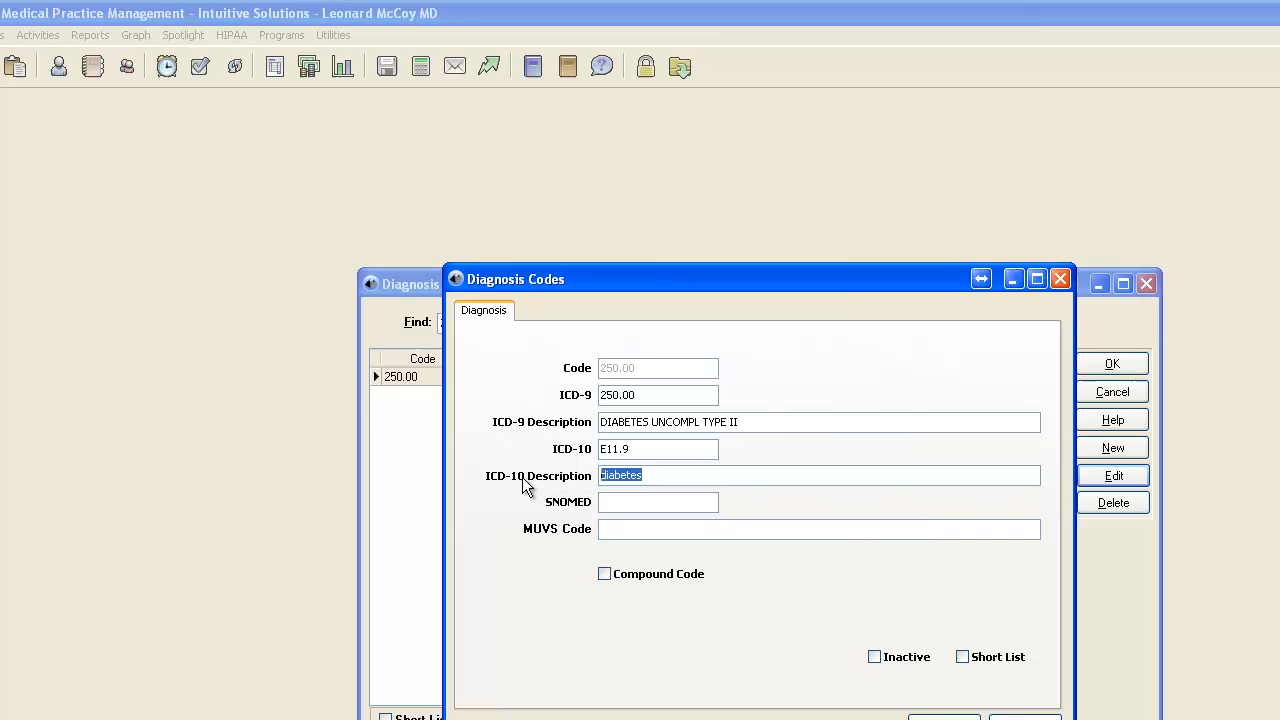 Medical Practice Management - Intuitive Solutions - Leonard McCoy MD
s Activities Reports Graph Spotlight HIPAA Programs Utilities
Diagnosis
Diagnosis Codes
Find:
Diagnosis
Code
250.00
Code 250.00
ICD-9 250.00
ICD-9 Description DIABETES UNCOMPL TYPE II
ICD-10 E11.9
ICD-10 Description diabetes
SNOMED
MUVS Code
Compound Code
Inactive Short List
OK
Cancel
Help
New
Edit
Delete